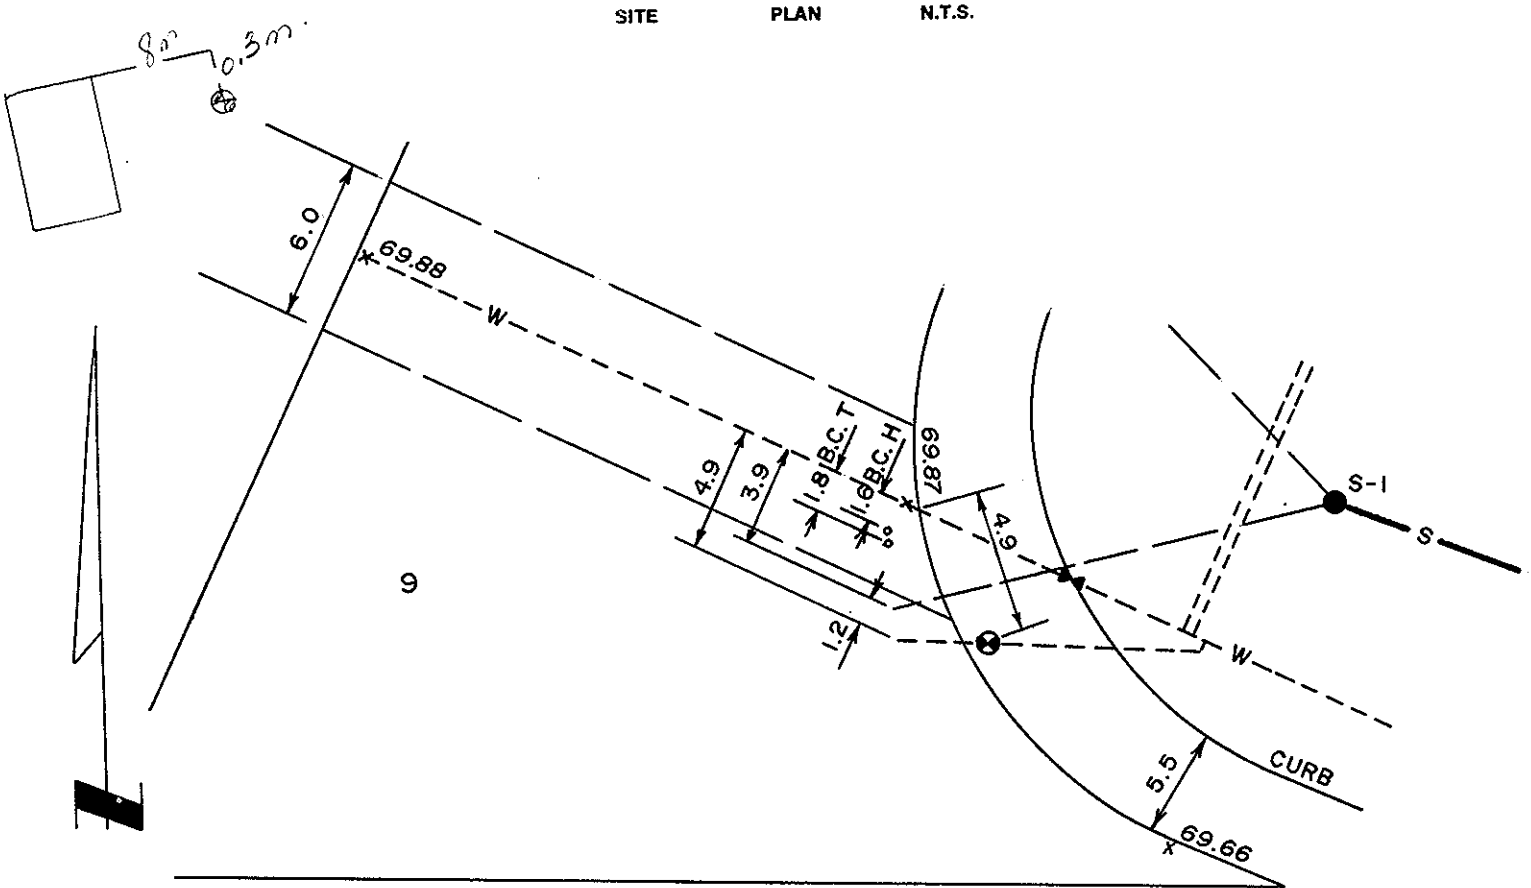 SITE PLAN N.T.S.
8m
0.3m.
6.0
69.88
W
4.9
3.9
1.8 B.C. T
1.6 B.C. H
69.87
4.9
S-1
S
9
1.2
W
5.5
CURB
69.66